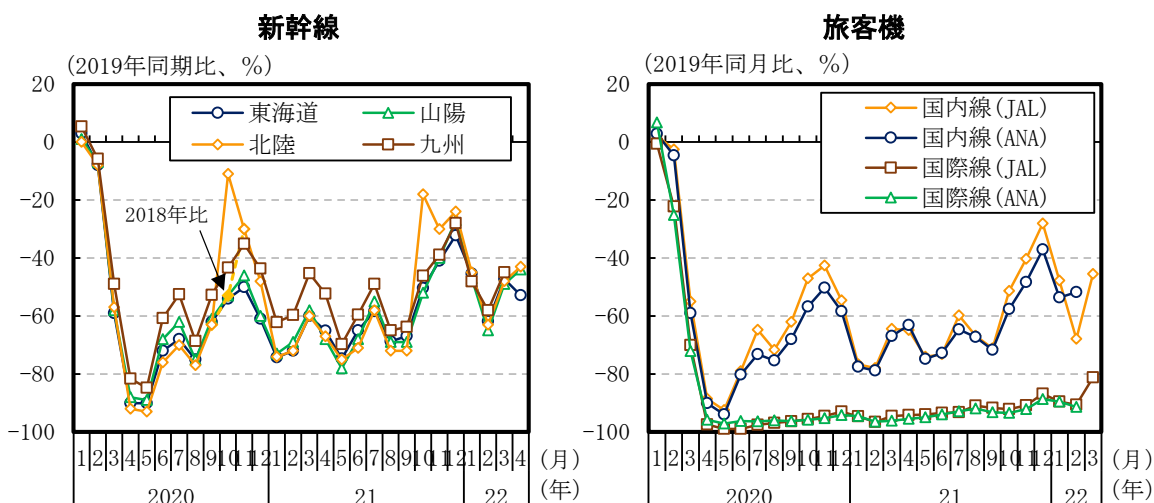 新幹線
(2019年同期比、%)
20
0
-20
-40
-60
-80
-100
東海道 山陽
北陸 九州
2018年比
1 2 3 4 5 6 7 8 9 10 11 12 1 2 3 4 5 6 7 8 9 10 11 12 1 2 3 4 (月)
2020 21 22 (年)
旅客機
(2019年同月比、%)
20
0
-20
-40
-60
-80
-100
国内線(JAL)
国内線(ANA)
国際線(JAL)
国際線(ANA)
1 2 3 4 5 6 7 8 9 10 11 12 1 2 3 4 5 6 7 8 9 10 11 12 1 2 3 (月)
2020 21 22 (年)